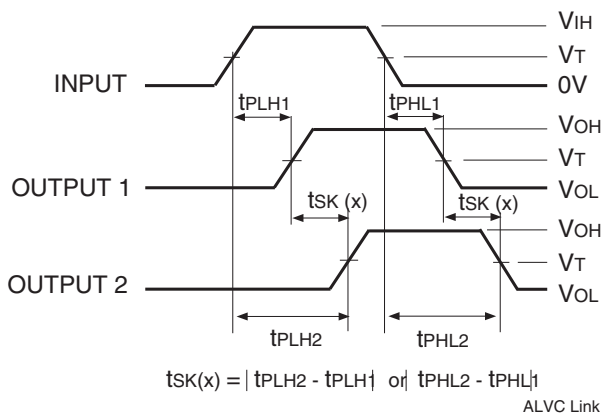 VIH
VT
INPUT
0V
tPLH1
tPHL1
VOH
VT
OUTPUT 1
VOL
tSK (x)
tSK (x)
VOH
VT
OUTPUT 2
VOL
tPLH2
tPHL2
tSK(x) = | tPLH2 - tPLH1| or | tPHL2 - tPHL1|
ALVC Link